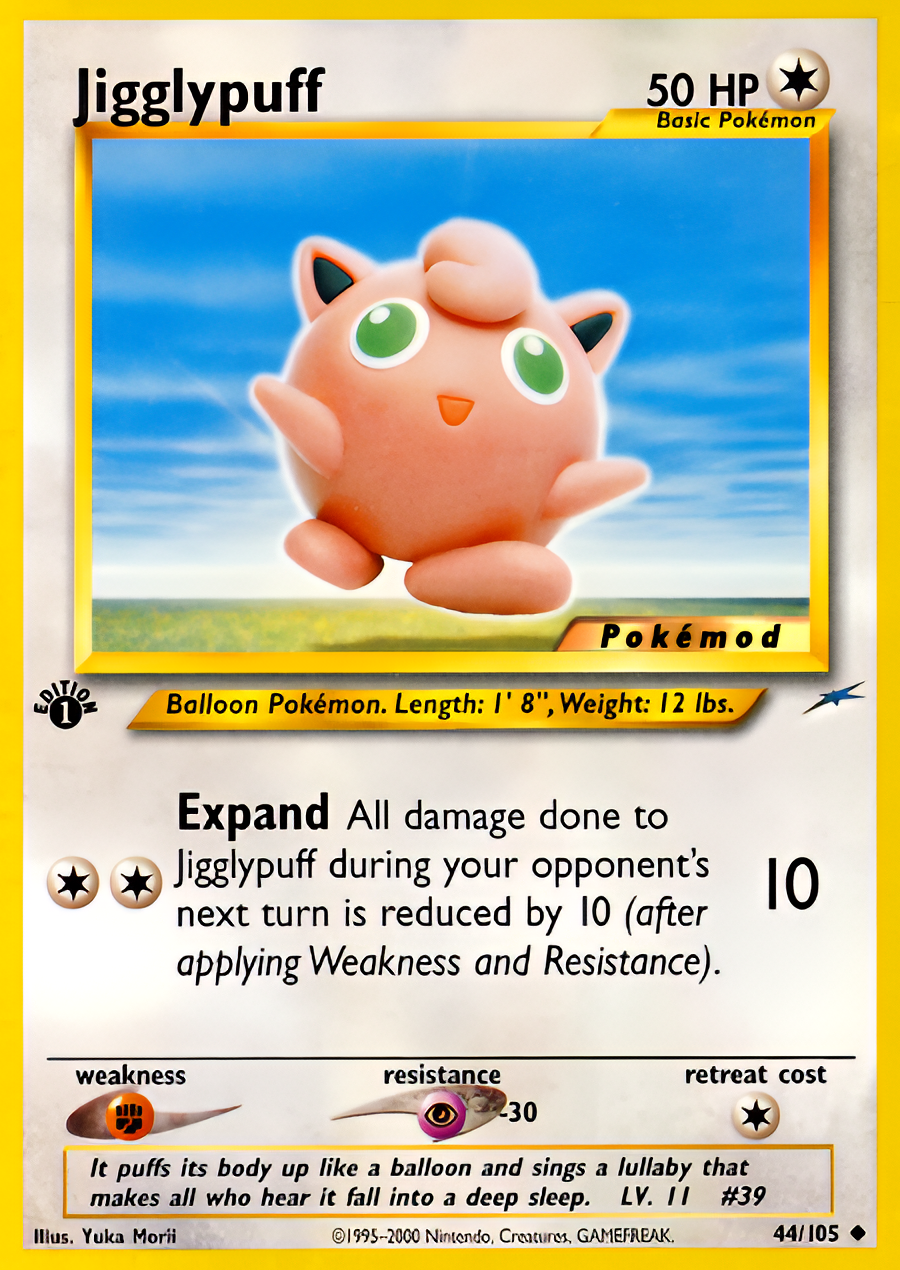 Jigglypuff
50 HP
Basic Pokémon
Pokémod
EDITION
1
Balloon Pokémon. Length: 1' 8", Weight: 12 lbs.
Expand All damage done to
Jigglypuff during your opponent's
next turn is reduced by 10 (after
applying Weakness and Resistance).
10
weakness
resistance
retreat cost
-30
It puffs its body up like a balloon and sings a lullaby that
makes all who hear it fall into a deep sleep. LV. 11 #39
Illus. Yuka Morii
©1995-2000 Nintendo, Creatures, GAMEFREAK.
44/105